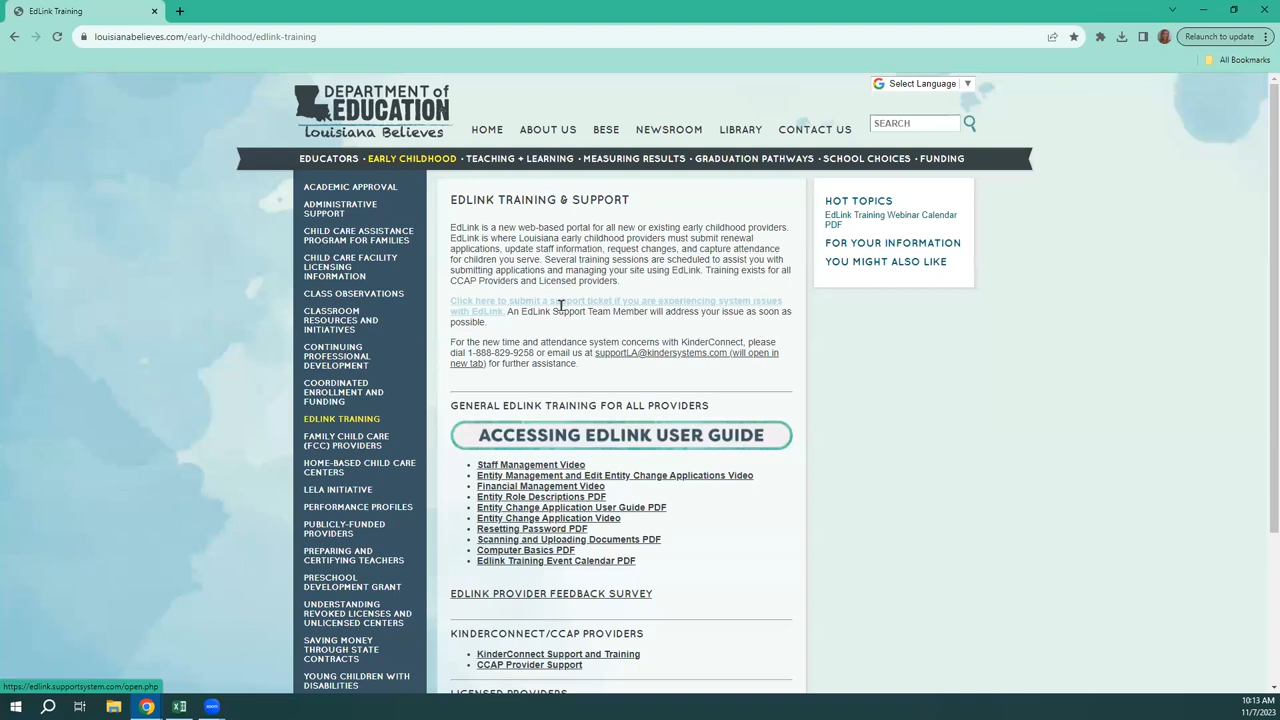 EdLink Training
louisianabelieves.com/early-childhood/edlink-training
Relaunch to update
All Bookmarks
DEPARTMENT of
EDUCATION
Louisiana Believes
Select Language
HOME ABOUT US BESE NEWSROOM LIBRARY CONTACT US
SEARCH
EDUCATORS · EARLY CHILDHOOD · TEACHING + LEARNING · MEASURING RESULTS · GRADUATION PATHWAYS · SCHOOL CHOICES · FUNDING
ACADEMIC APPROVAL
ADMINISTRATIVE
SUPPORT
CHILD CARE ASSISTANCE
PROGRAM FOR FAMILIES
CHILD CARE FACILITY
LICENSING
INFORMATION
CLASS OBSERVATIONS
CLASSROOM
RESOURCES AND
INITIATIVES
CONTINUING
PROFESSIONAL
DEVELOPMENT
COORDINATED
ENROLLMENT AND
FUNDING
EDLINK TRAINING
FAMILY CHILD CARE
(FCC) PROVIDERS
HOME-BASED CHILD CARE
CENTERS
LELA INITIATIVE
PERFORMANCE PROFILES
PUBLICLY-FUNDED
PROVIDERS
PREPARING AND
CERTIFYING TEACHERS
PRESCHOOL
DEVELOPMENT GRANT
UNDERSTANDING
REVOKED LICENSES AND
UNLICENSED CENTERS
SAVING MONEY
THROUGH STATE
CONTRACTS
YOUNG CHILDREN WITH
DISABILITIES
EDLINK TRAINING & SUPPORT
EdLink is a new web-based portal for all new or existing early childhood providers.
EdLink is where Louisiana early childhood providers must submit renewal
applications, update staff information, request changes, and capture attendance
for children you serve. Several training sessions are scheduled to assist you with
submitting applications and managing your site using EdLink. Training exists for all
CCAP Providers and Licensed providers.
Click here to submit a support ticket if you are experiencing system issues
with EdLink. An EdLink Support Team Member will address your issue as soon as
possible.
For the new time and attendance system concerns with KinderConnect, please
dial 1-888-829-9258 or email us at supportLA@kindersystems.com (will open in
new tab) for further assistance.
GENERAL EDLINK TRAINING FOR ALL PROVIDERS
ACCESSING EDLINK USER GUIDE
• Staff Management Video
• Entity Management and Edit Entity Change Applications Video
• Financial Management Video
• Entity Role Descriptions PDF
• Entity Change Application User Guide PDF
• Entity Change Application Video
• Resetting Password PDF
• Scanning and Uploading Documents PDF
• Computer Basics PDF
• Edlink Training Event Calendar PDF
EDLINK PROVIDER FEEDBACK SURVEY
KINDERCONNECT/CCAP PROVIDERS
• KinderConnect Support and Training
• CCAP Provider Support
LICENSED PROVIDERS
HOT TOPICS
EdLink Training Webinar Calendar
PDF
FOR YOUR INFORMATION
YOU MIGHT ALSO LIKE
https://edlink.supportsystem.com/open.php
10:13 AM
11/7/2023